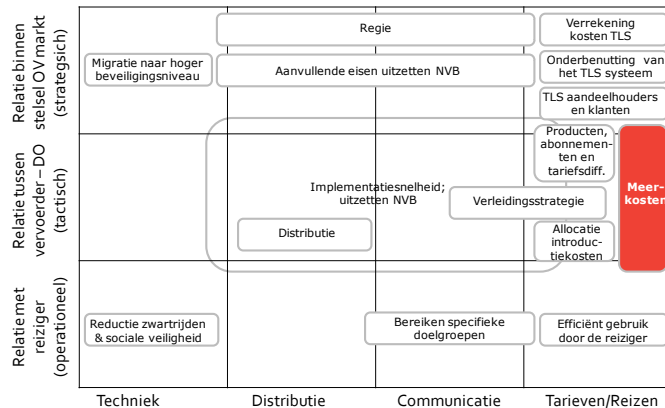 Relatie binnen
stelsel OV markt
(strategsich)
Regie
Verrekening
kosten TLS
Migratie naar hoger
beveiligingsniveau
Aanvullende eisen uitzetten NVB
Onderbenutting van
het TLS systeem
TLS aandeelhouders
en klanten
Relatie tussen
vervoerder – DO
(tactisch)
Producten,
abonnemen-
ten en
tariefsdiff.
Implementatiesnelheid;
uitzetten NVB
Verleidingsstrategie
Meer-
kosten
Distributie
Allocatie
introduc-
tiekosten
Relatie met
reiziger
(operationeel)
Reductie zwartrijden
& sociale veiligheid
Bereiken specifieke
doelgroepen
Efficiënt gebruik
door de reiziger
Techniek
Distributie
Communicatie
Tarieven/Reizen